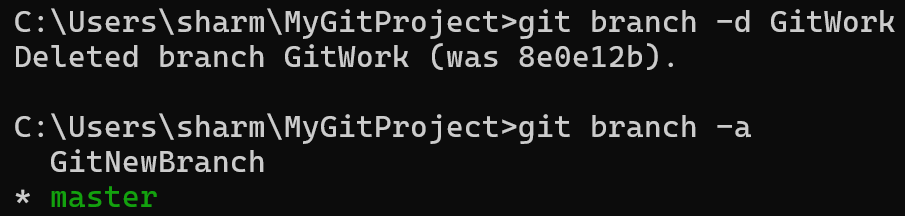 C:\Users\sharm\MyGitProject>git branch -d GitWork
Deleted branch GitWork (was 8e0e12b).
C:\Users\sharm\MyGitProject>git branch -a
  GitNewBranch
* master